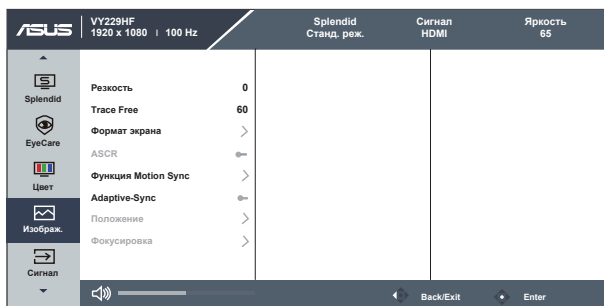 ASUS
VY229HF
1920 x 1080 | 100 Hz
Splendid
Станд. реж.
Сигнал
HDMI
Яркость
65
Splendid
EyeCare
Цвет
Изображ.
Сигнал
Резкость 0
Trace Free 60
Формат экрана
ASCR
Функция Motion Sync
Adaptive-Sync
Положение
Фокусировка
Back/Exit
Enter